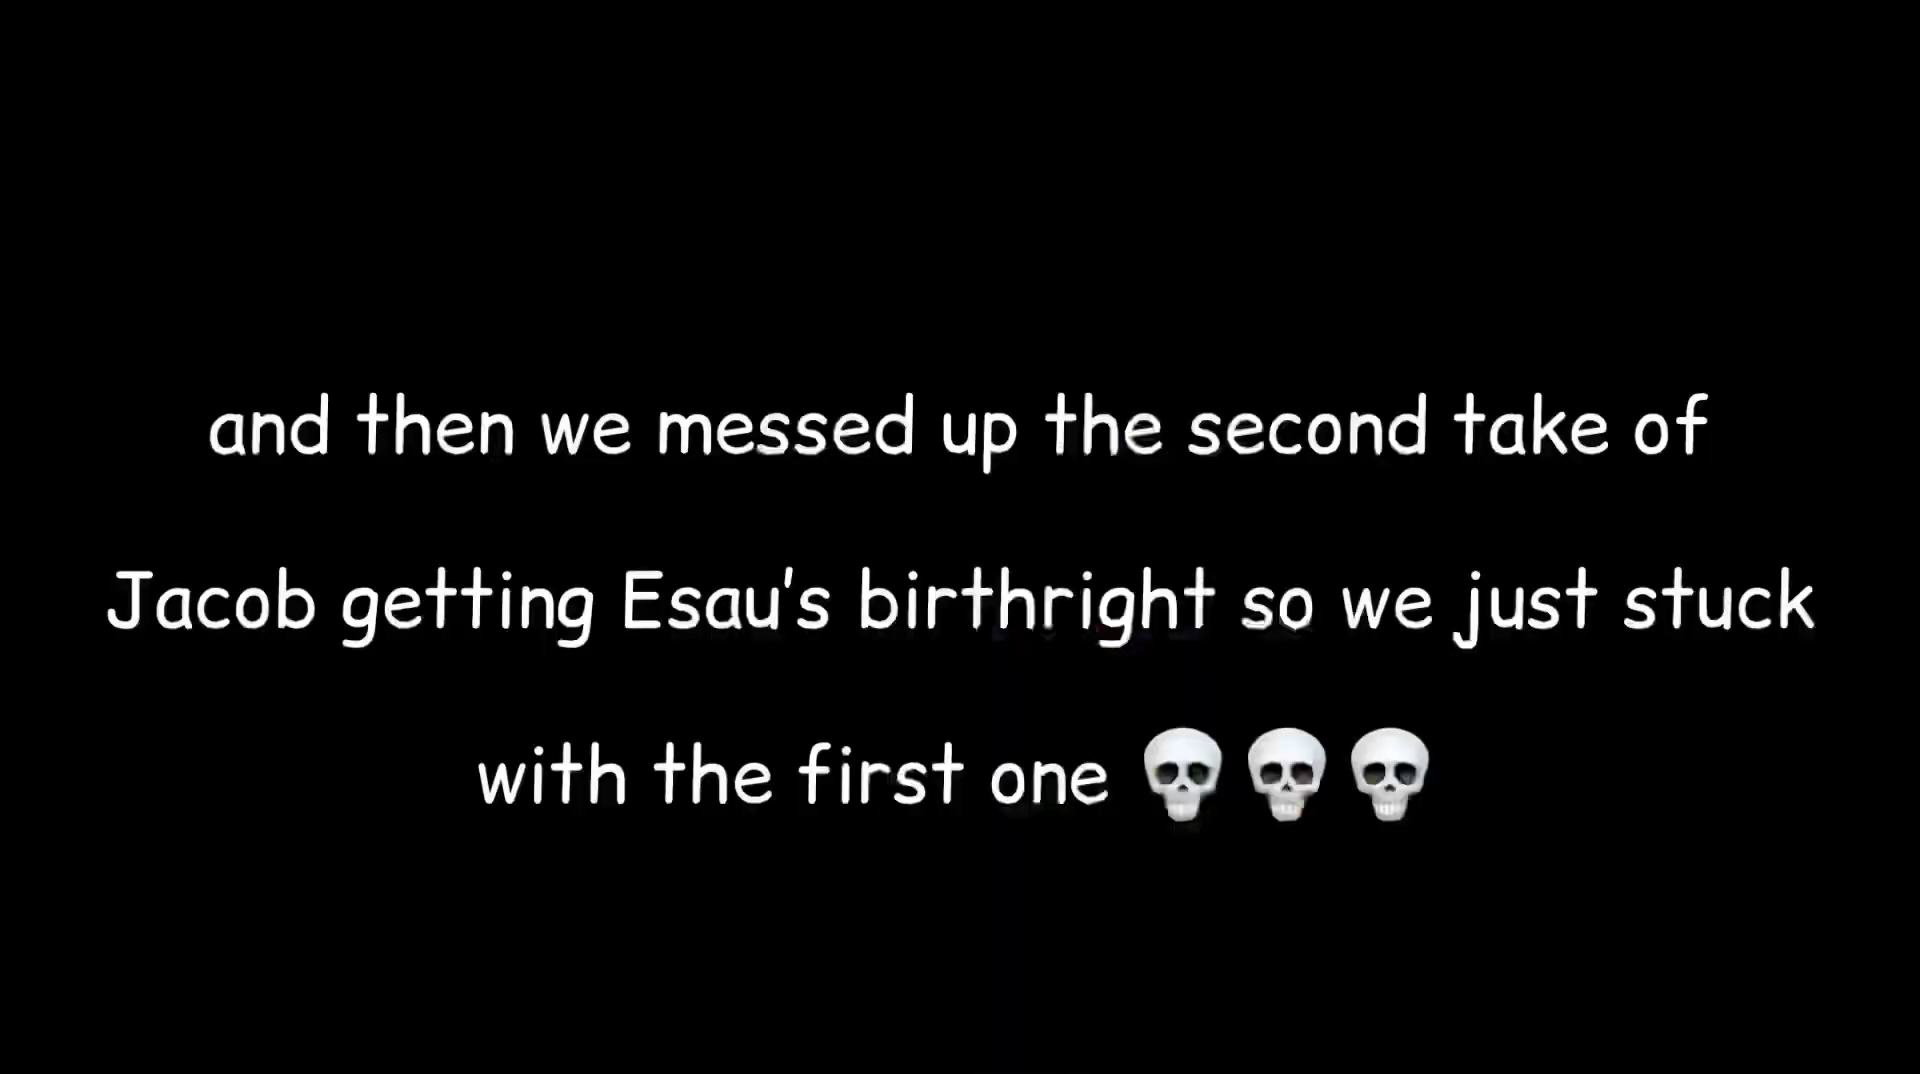 and then we messed up the second take of
Jacob getting Esau's birthright so we just stuck
with the first one 💀💀💀